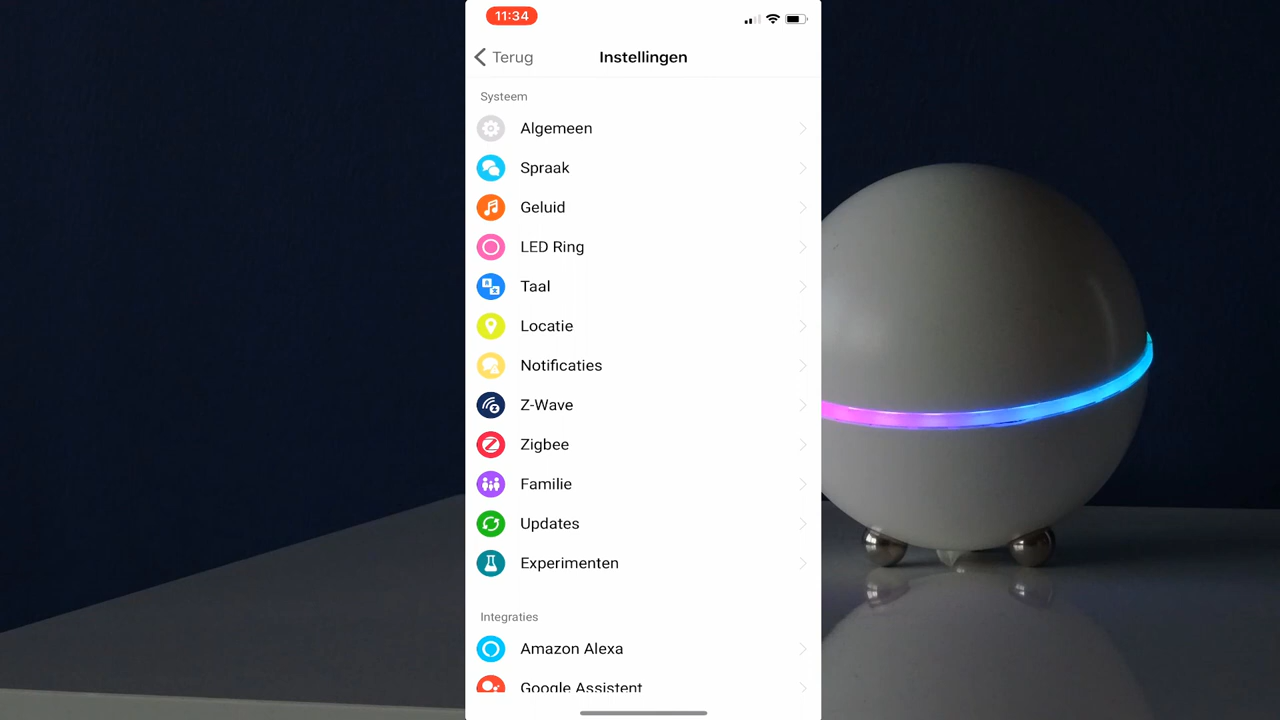 11:34
Terug
Instellingen
Systeem
Algemeen
Spraak
Geluid
LED Ring
Taal
Locatie
Notificaties
Z-Wave
Zigbee
Familie
Updates
Experimenten
Integraties
Amazon Alexa
Google Assistent